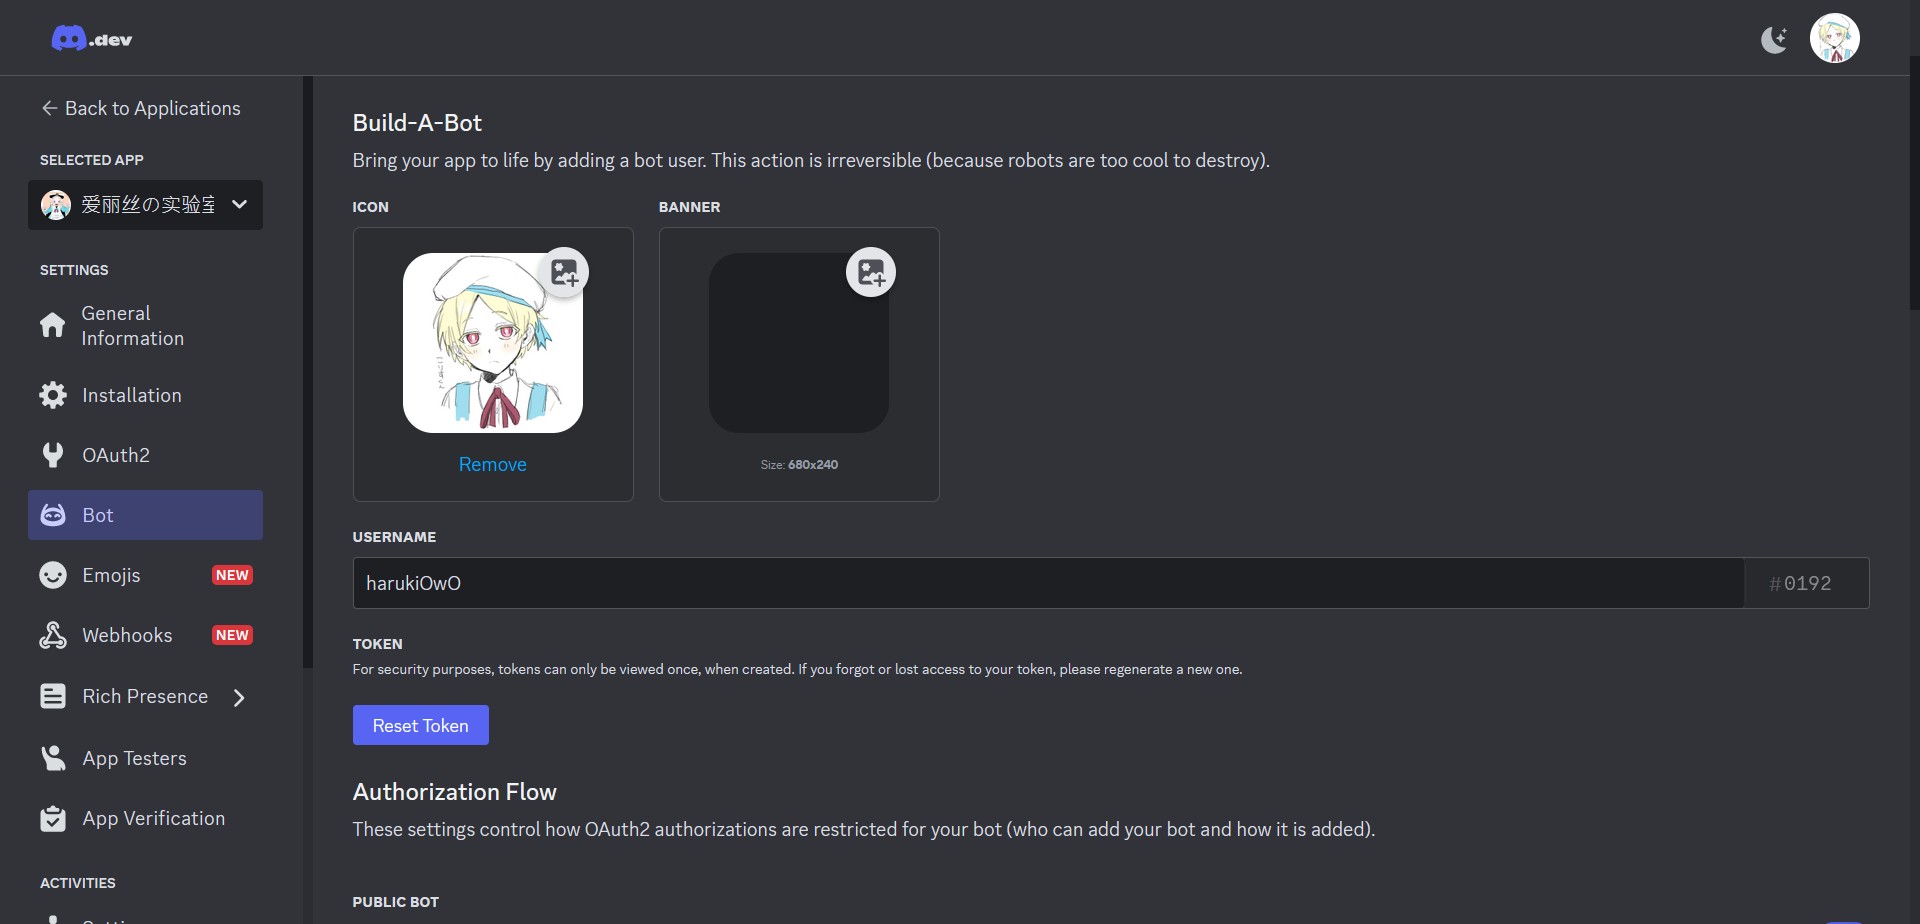 .dev
Back to Applications
SELECTED APP
爱丽丝の实验室
SETTINGS
General
Information
Installation
OAuth2
Bot
Emojis NEW
Webhooks NEW
Rich Presence
App Testers
App Verification
ACTIVITIES
Build-A-Bot
Bring your app to life by adding a bot user. This action is irreversible (because robots are too cool to destroy).
ICON
BANNER
Remove
Size: 680x240
USERNAME
harukiOwO #0192
TOKEN
For security purposes, tokens can only be viewed once, when created. If you forgot or lost access to your token, please regenerate a new one.
Reset Token
Authorization Flow
These settings control how OAuth2 authorizations are restricted for your bot (who can add your bot and how it is added).
PUBLIC BOT